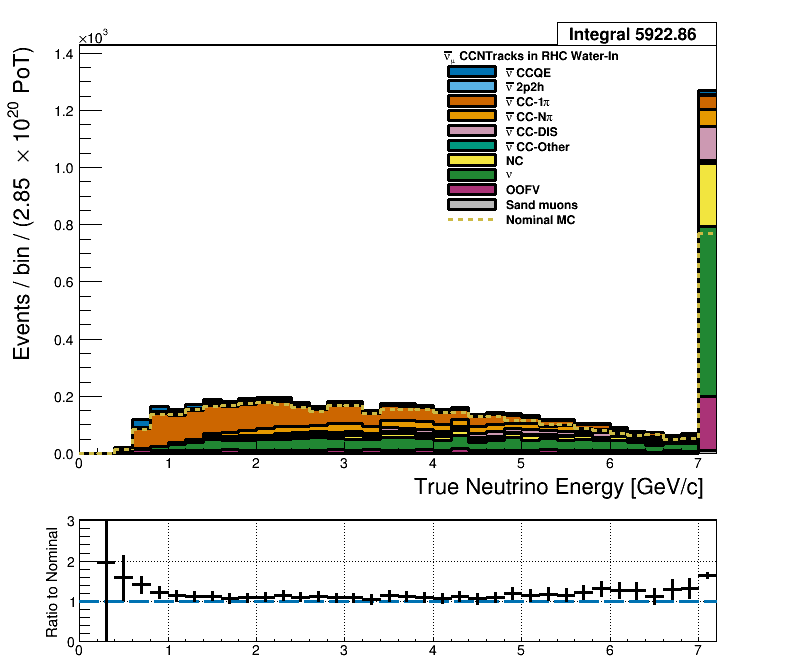 Integral 5922.86
×10³
ν̅μ CCNTracks in RHC Water-In
ν̅ CCQE
ν̅ 2p2h
ν̅ CC-1π
ν̅ CC-Nπ
ν̅ CC-DIS
ν̅ CC-Other
NC
ν
OOFV
Sand muons
Nominal MC
Events / bin / (2.85 × 10²⁰ PoT)
1.4
1.2
1.0
0.8
0.6
0.4
0.2
0.0
0 1 2 3 4 5 6 7
True Neutrino Energy [GeV/c]
Ratio to Nominal
3
2
1
0
0 1 2 3 4 5 6 7